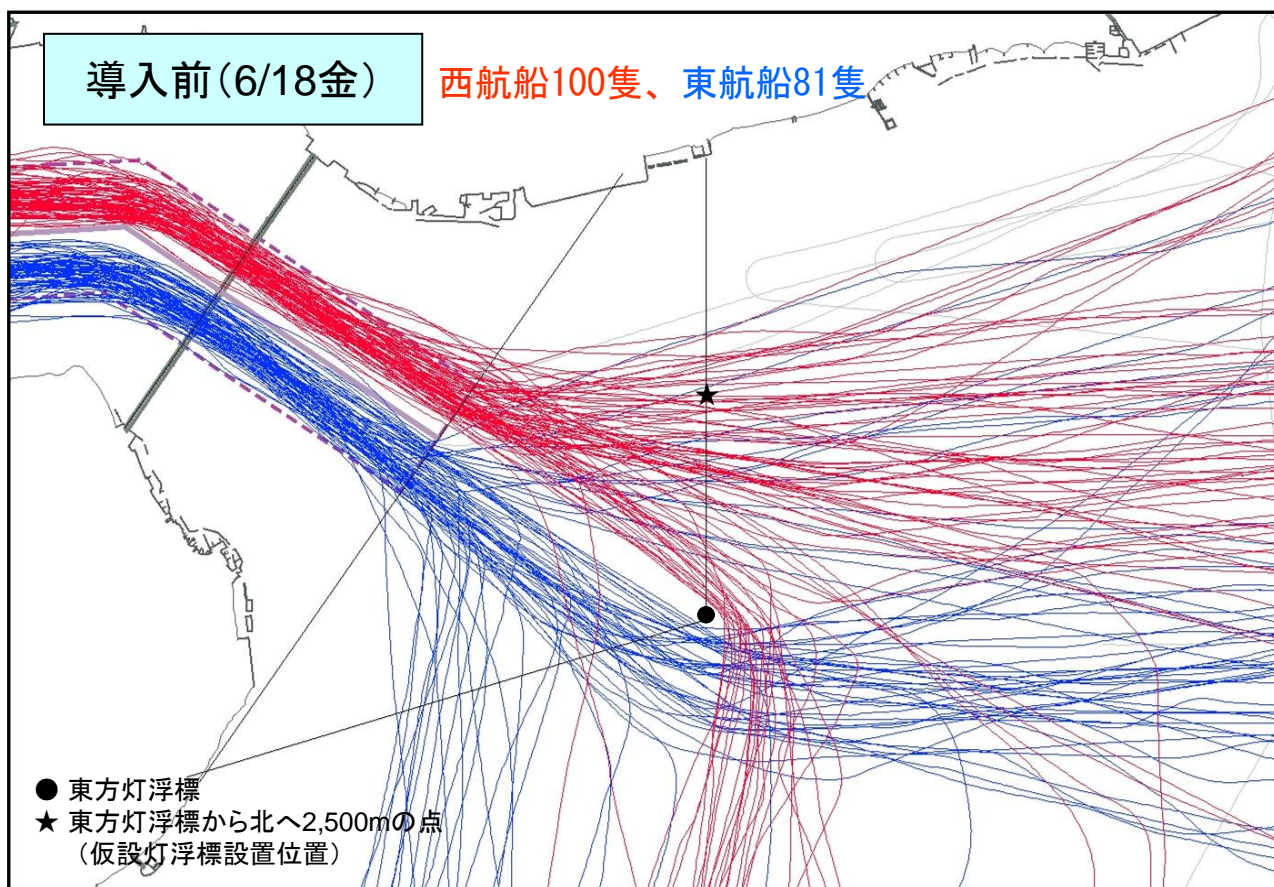 導入前(6/18金)
西航船100隻、東航船81隻
● 東方灯浮標
★ 東方灯浮標から北へ2,500mの点
(仮設灯浮標設置位置)